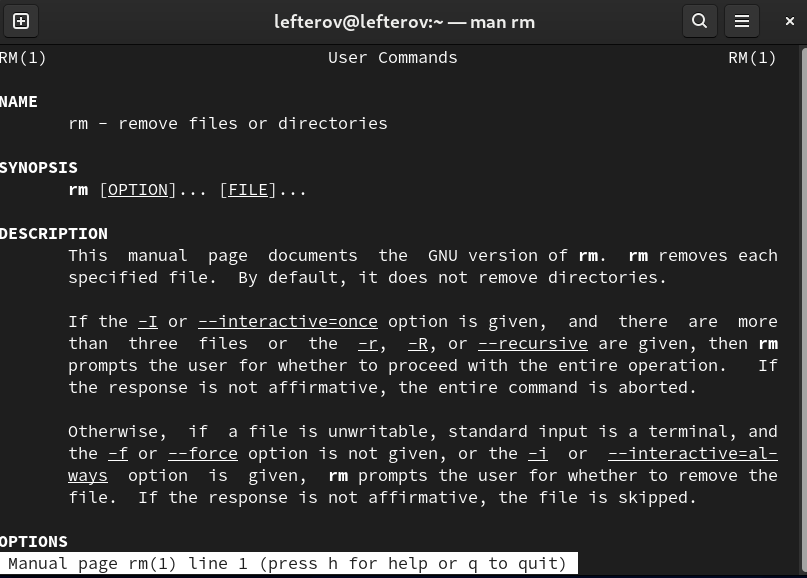 lefterov@lefterov:~ — man rm
RM(1) User Commands RM(1)
NAME
rm - remove files or directories
SYNOPSIS
rm [OPTION]... [FILE]...
DESCRIPTION
This manual page documents the GNU version of rm. rm removes each
specified file. By default, it does not remove directories.
If the -I or --interactive=once option is given, and there are more
than three files or the -r, -R, or --recursive are given, then rm
prompts the user for whether to proceed with the entire operation. If
the response is not affirmative, the entire command is aborted.
Otherwise, if a file is unwritable, standard input is a terminal, and
the -f or --force option is not given, or the -i or --interactive=al-
ways option is given, rm prompts the user for whether to remove the
file. If the response is not affirmative, the file is skipped.
OPTIONS
Manual page rm(1) line 1 (press h for help or q to quit)